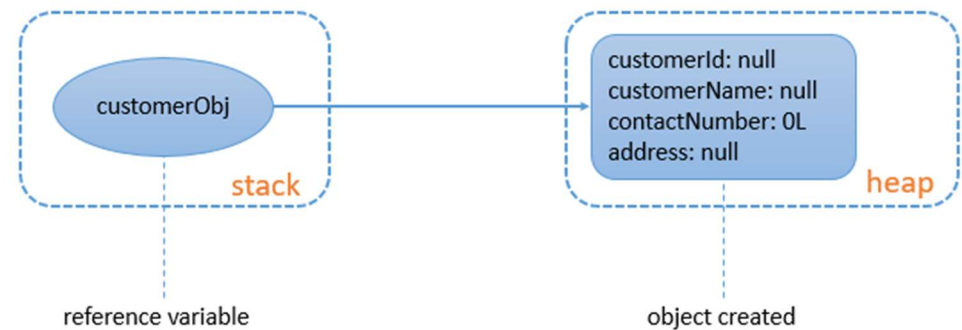 customerObj
stack
customerId: null
customerName: null
contactNumber: 0L
address: null
heap
reference variable
object created